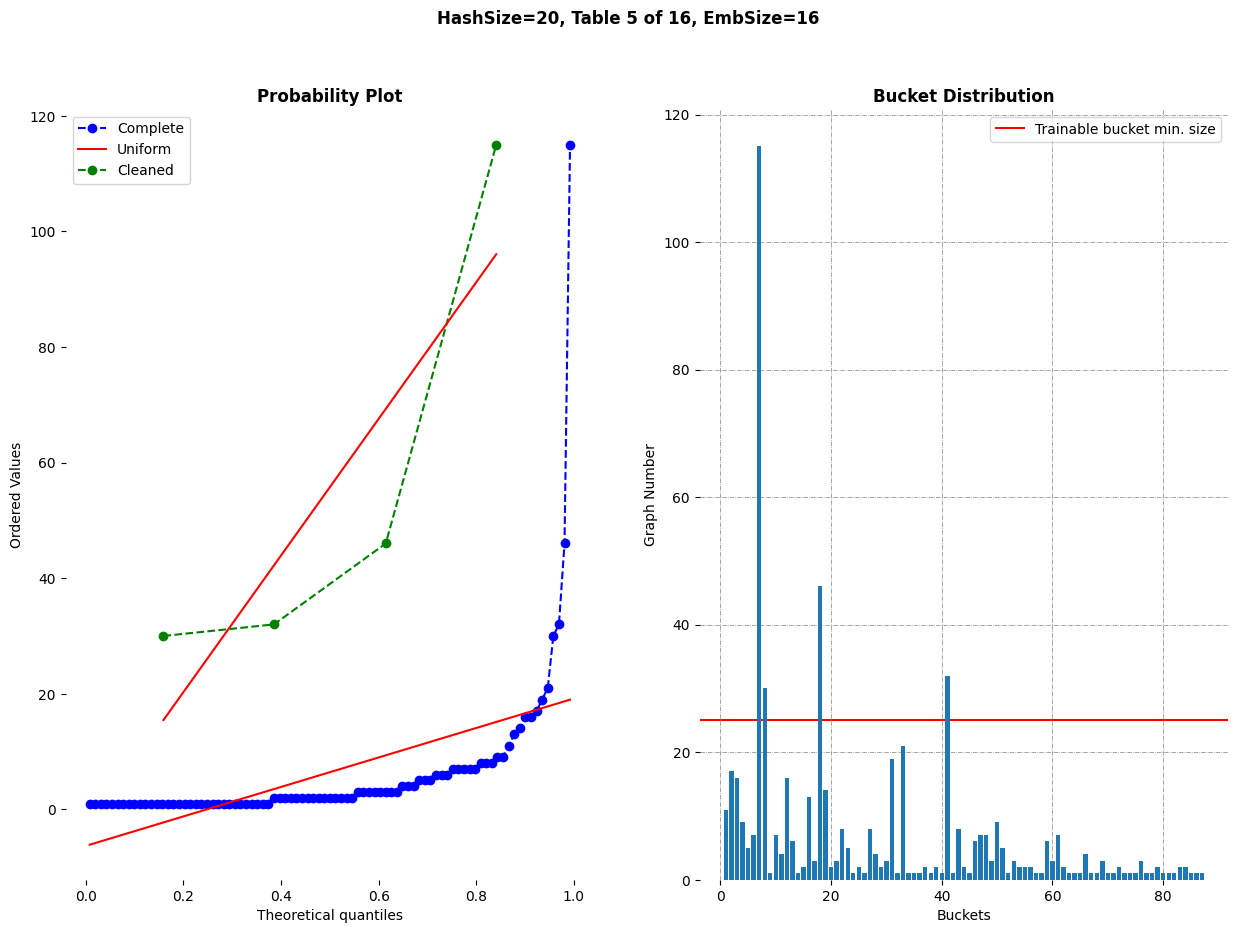 HashSize=20, Table 5 of 16, EmbSize=16
Probability Plot
Complete
Uniform
Cleaned
120
100
80
60
40
20
0
Ordered Values
0.0 0.2 0.4 0.6 0.8 1.0
Theoretical quantiles
Bucket Distribution
Trainable bucket min. size
120
100
80
60
40
20
0
Graph Number
0 20 40 60 80
Buckets